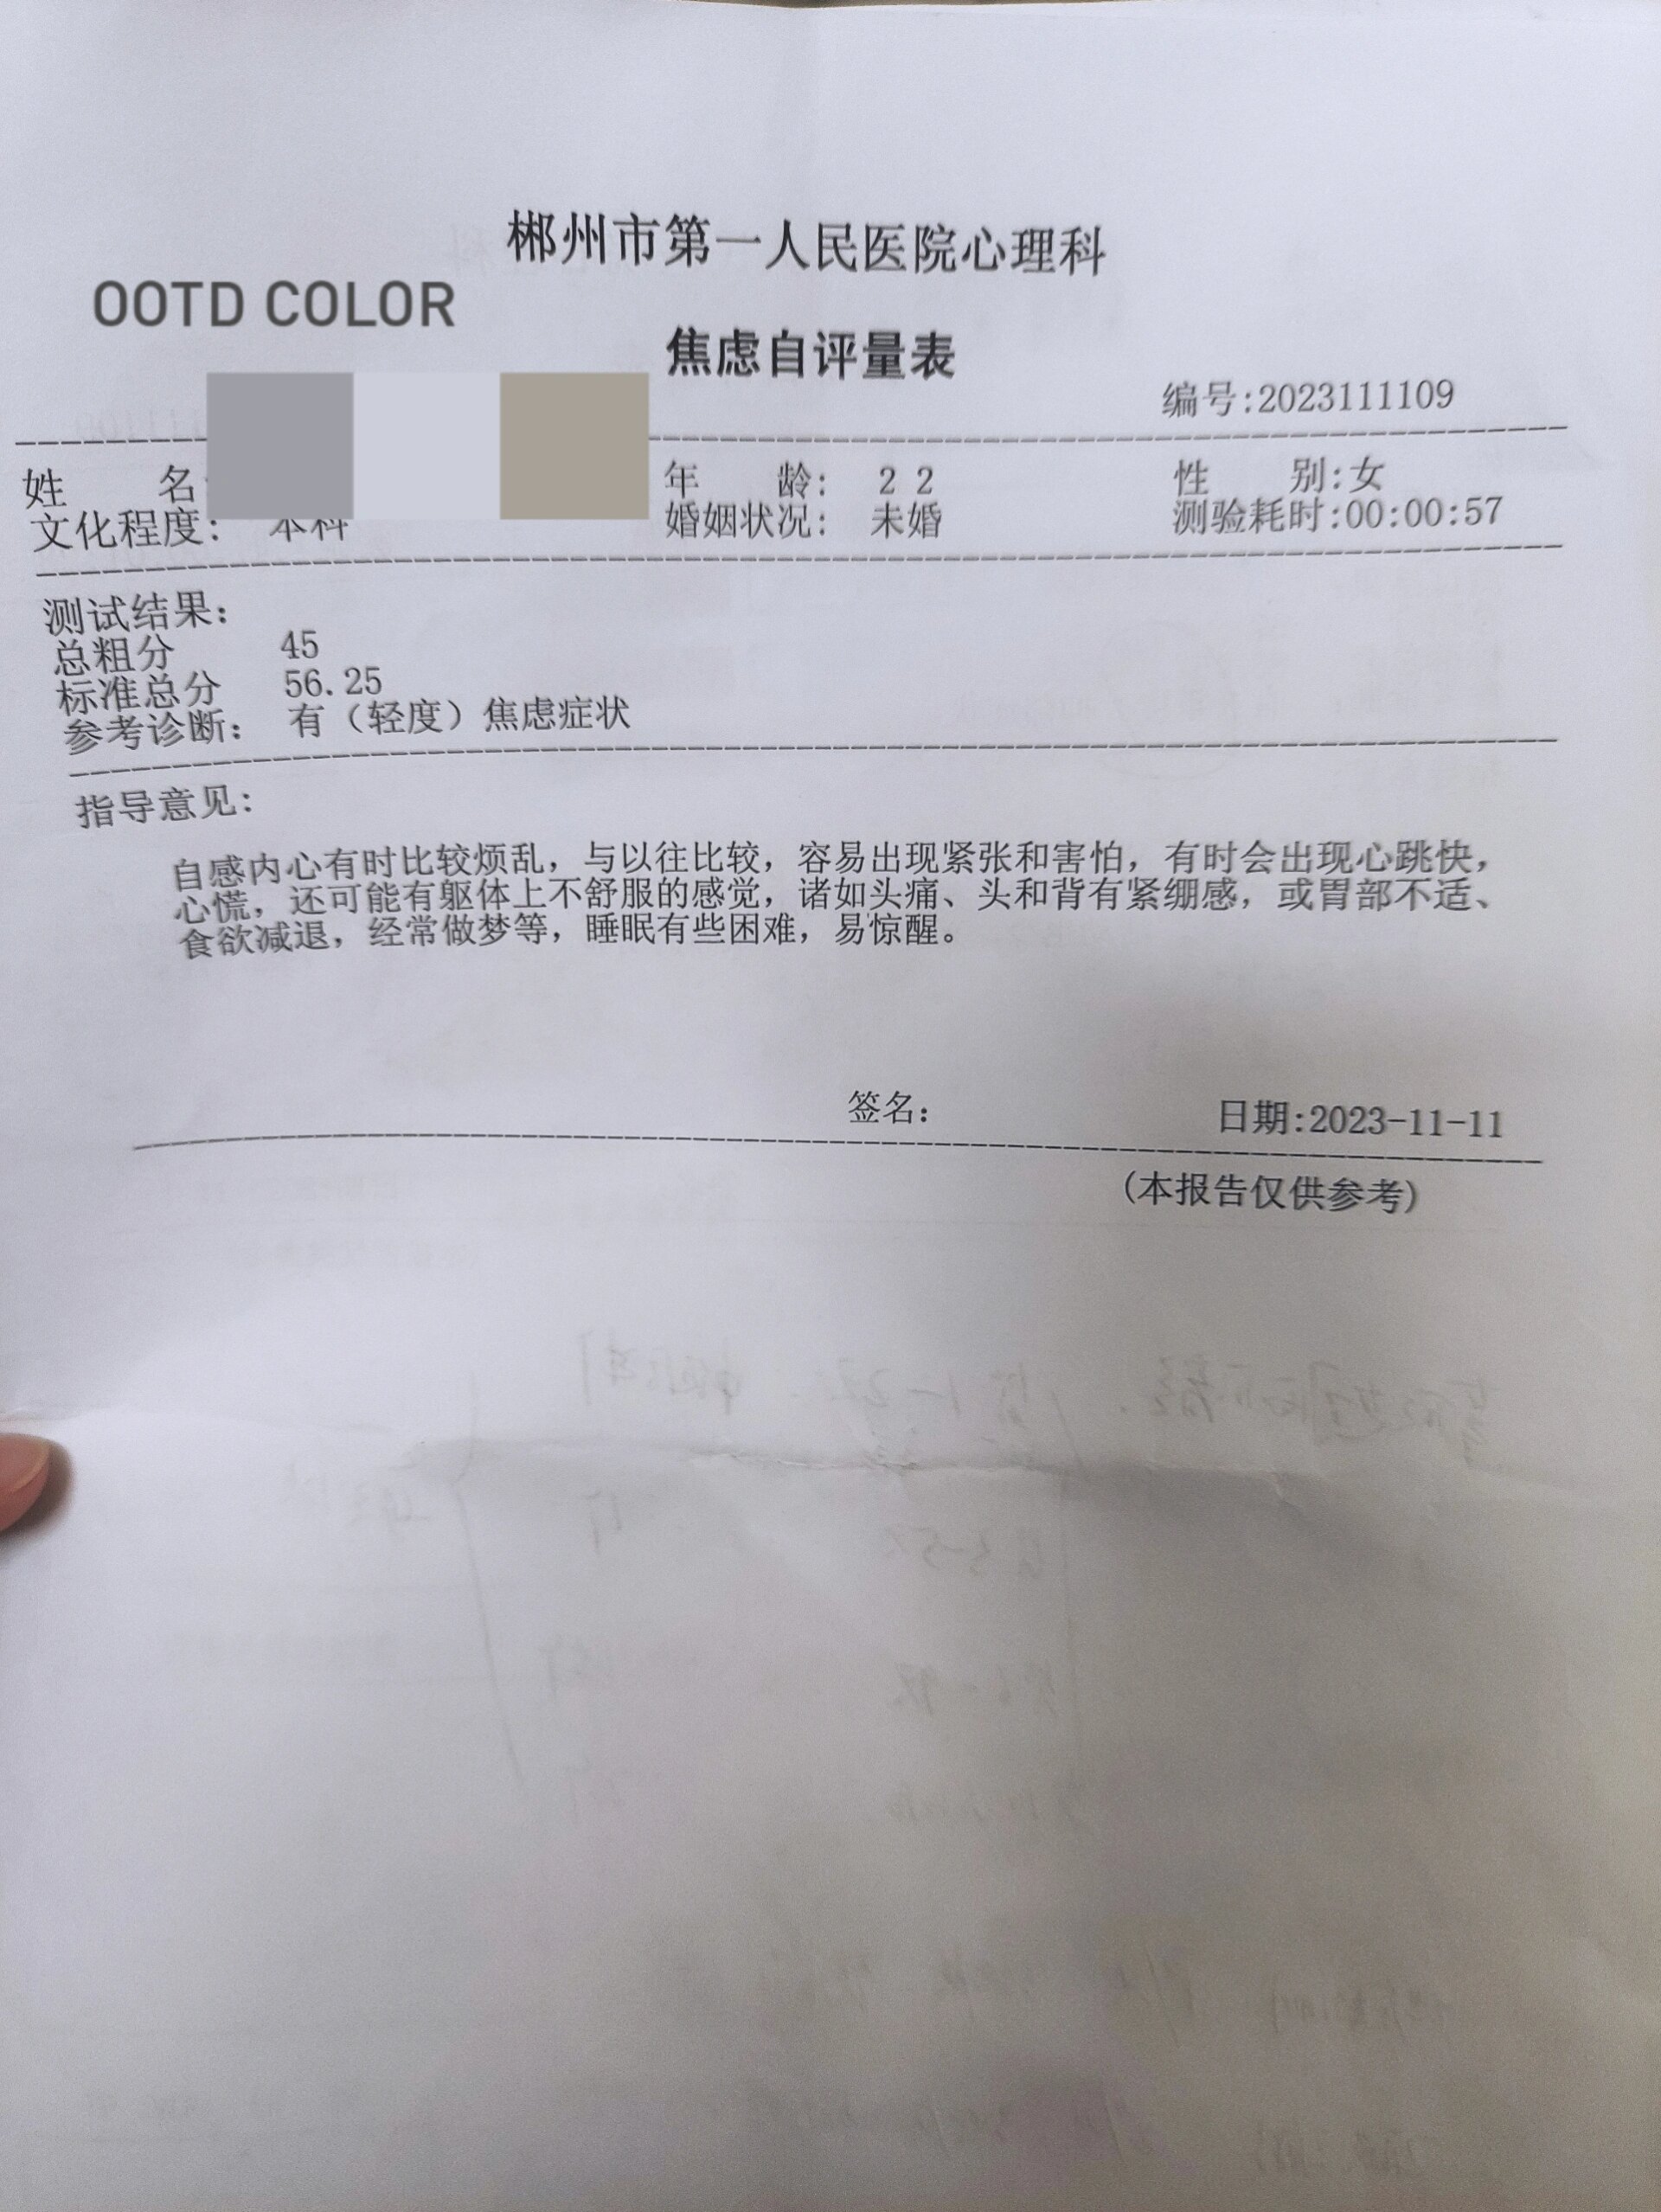 郴州市第一人民医院心理科
OOTD COLOR
焦虑自评量表
编号:2023111109
姓 名: 年 龄: 22 性 别:女
文化程度: 本科 婚姻状况: 未婚 测验耗时:00:00:57
测试结果:
总粗分 45
标准总分 56.25
参考诊断: 有（轻度）焦虑症状
指导意见:
自感内心有时比较烦乱，与以往比较，容易出现紧张和害怕，有时会出现心跳快，
心慌，还可能有躯体上不舒服的感觉，诸如头痛、头和背有紧绷感，或胃部不适、
食欲减退，经常做梦等，睡眠有些困难，易惊醒。
签名: 日期:2023-11-11
(本报告仅供参考)